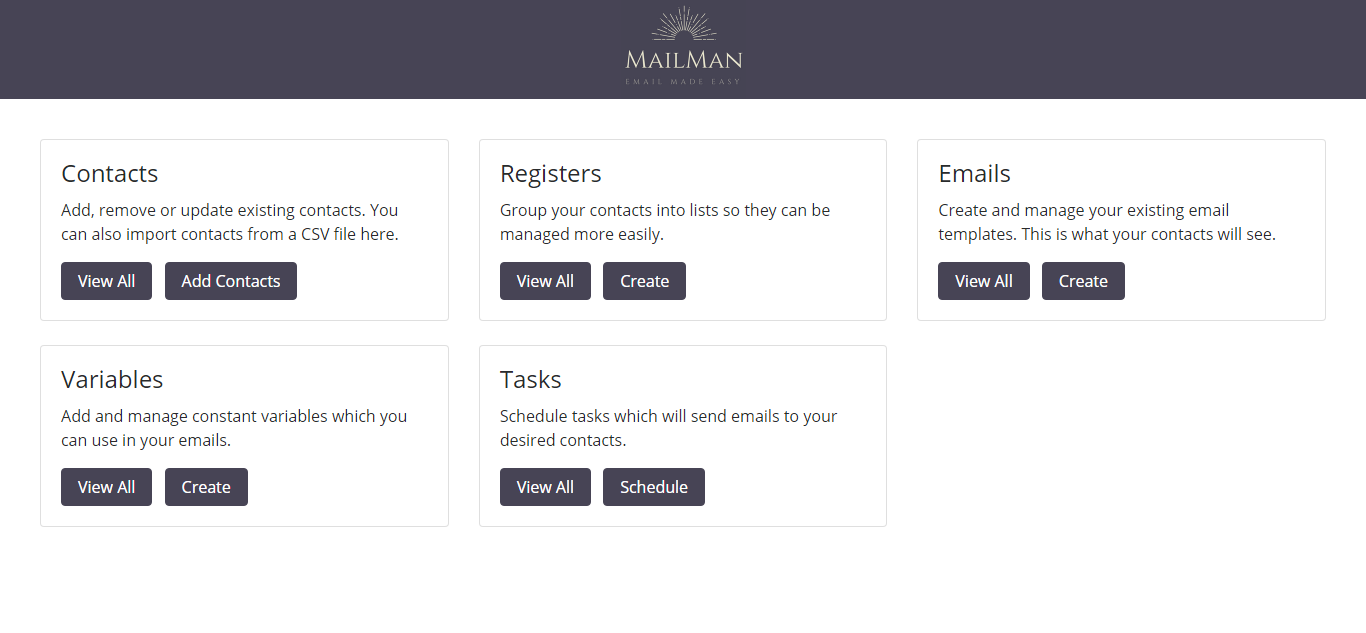 MAILMAN
EMAIL MADE EASY
Contacts
Add, remove or update existing contacts. You
can also import contacts from a CSV file here.
View All
Add Contacts
Registers
Group your contacts into lists so they can be
managed more easily.
View All
Create
Emails
Create and manage your existing email
templates. This is what your contacts will see.
View All
Create
Variables
Add and manage constant variables which you
can use in your emails.
View All
Create
Tasks
Schedule tasks which will send emails to your
desired contacts.
View All
Schedule